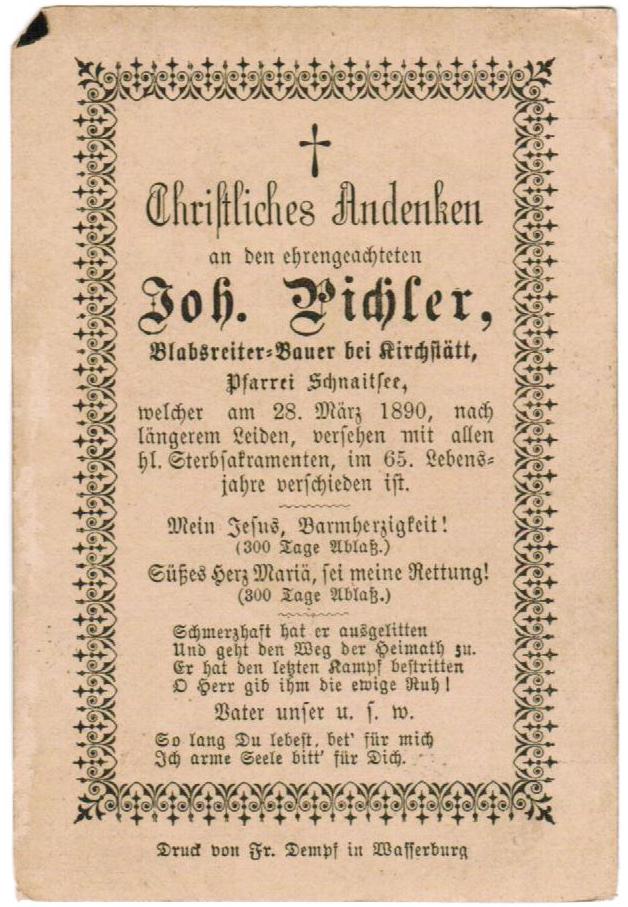 Christliches Andenken
an den ehrengeachteten
Joh. Pichler,
Blabsreiter-Bauer bei Kirchstätt,
Pfarrei Schnaitsee,
welcher am 28. März 1890, nach
längerem Leiden, versehen mit allen
hl. Sterbsakramenten, im 65. Lebens-
jahre verschieden ist.
Mein Jesus, Barmherzigkeit!
(300 Tage Ablaß.)
Süßes Herz Mariä, sei meine Rettung!
(300 Tage Ablaß.)
Schmerzhaft hat er ausgelitten
Und geht den Weg der Heimath zu.
Er hat den letzten Kampf bestritten
O Herr gib ihm die ewige Ruh!
Vater unser u. s. w.
So lang Du lebest, bet' für mich
Ich arme Seele bitt' für Dich.
Druck von Fr. Dempf in Wasserburg